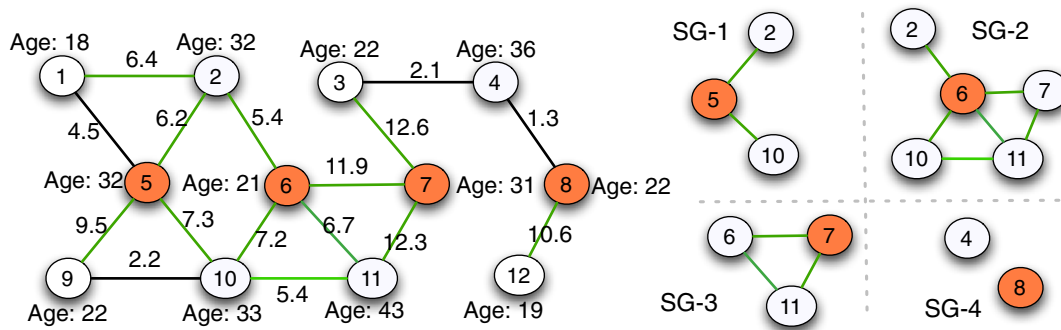 Age: 18
Age: 32
Age: 22
Age: 36
1
6.4
2
3
2.1
4
4.5
6.2
5.4
12.6
1.3
Age: 32
5
Age: 21
6
11.9
7
Age: 31
8
Age: 22
9.5
7.3
7.2
6.7
12.3
10.6
9
2.2
10
5.4
11
12
Age: 22
Age: 33
Age: 43
Age: 19
SG-1
2
5
10
2
SG-2
6
7
10
11
6
7
11
SG-3
4
8
SG-4